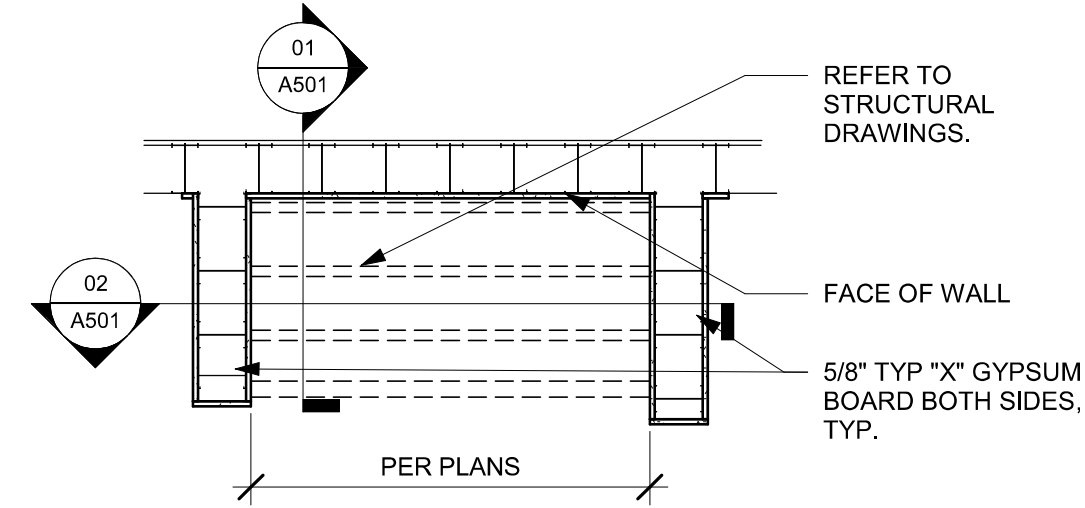 01
A501
REFER TO
STRUCTURAL
DRAWINGS.
02
A501
FACE OF WALL
5/8" TYP "X" GYPSUM
BOARD BOTH SIDES,
TYP.
PER PLANS